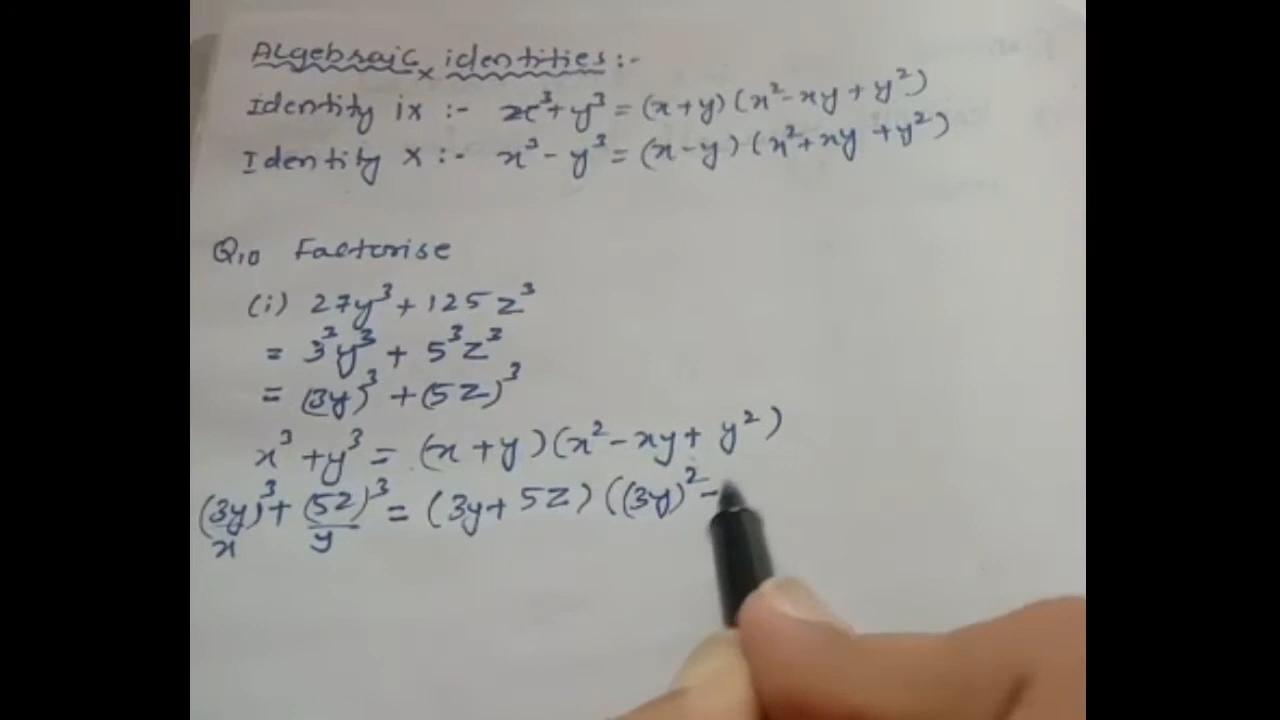 Algebraic identities :-
Identity ix :- x³+y³ = (x+y) (x²-xy+y²)
Identity X :- x³-y³ = (x-y) (x²+xy+y²)
Q.10 Factorise
(i) 27y³+125z³
= 3³y³ + 5³z³
= (3y)³ + (5z)³
x³+y³ = (x+y)(x²-xy+y²)
(3y)³+(5z)³ = (3y+5z) ((3y)²-
x y